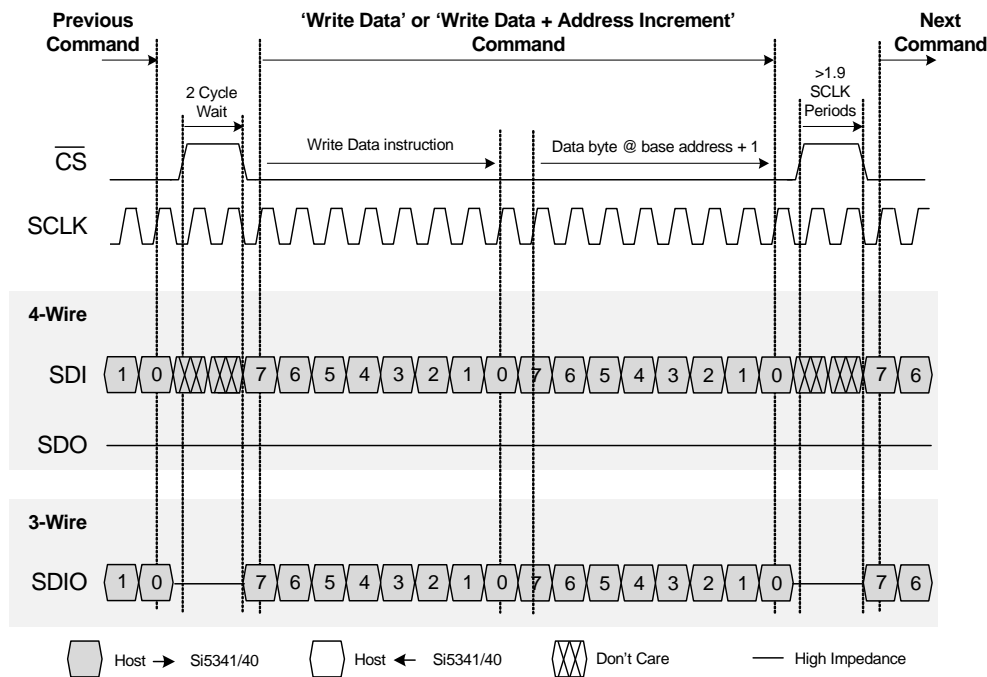 Previous Command
'Write Data' or 'Write Data + Address Increment' Command
Next Command
2 Cycle Wait
>1.9 SCLK Periods
Write Data instruction
Data byte @ base address + 1
CS
SCLK
4-Wire
SDI
1 0 7 6 5 4 3 2 1 0 7 6 5 4 3 2 1 0 7 6
SDO
3-Wire
SDIO
1 0 7 6 5 4 3 2 1 0 7 6 5 4 3 2 1 0 7 6
Host → Si5341/40
Host ← Si5341/40
Don't Care
High Impedance